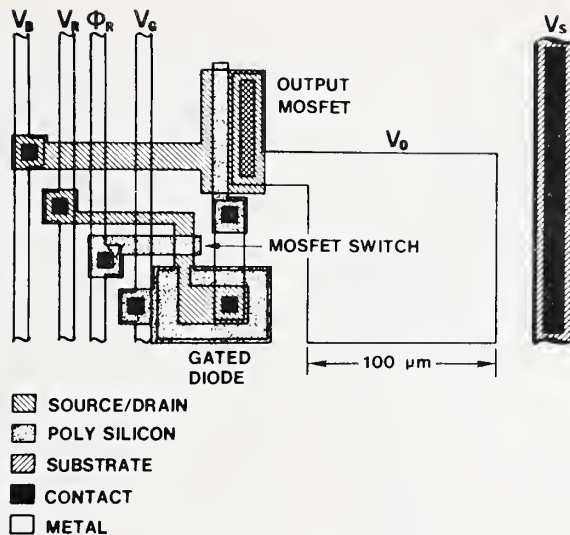 V_B V_R Φ_R V_G V_S
OUTPUT
MOSFET
V_O
MOSFET SWITCH
GATED
DIODE
100 μm
SOURCE/DRAIN
POLY SILICON
SUBSTRATE
CONTACT
METAL